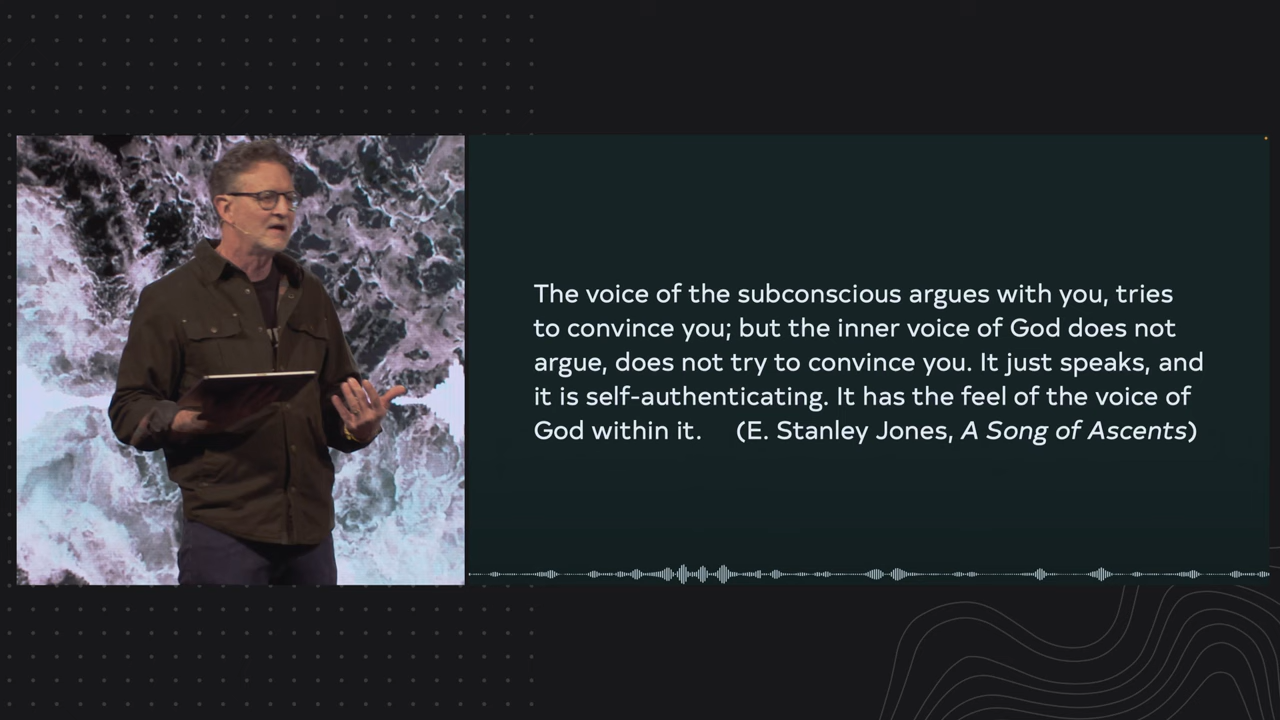 The voice of the subconscious argues with you, tries
to convince you; but the inner voice of God does not
argue, does not try to convince you. It just speaks, and
it is self-authenticating. It has the feel of the voice of
God within it. (E. Stanley Jones, A Song of Ascents)